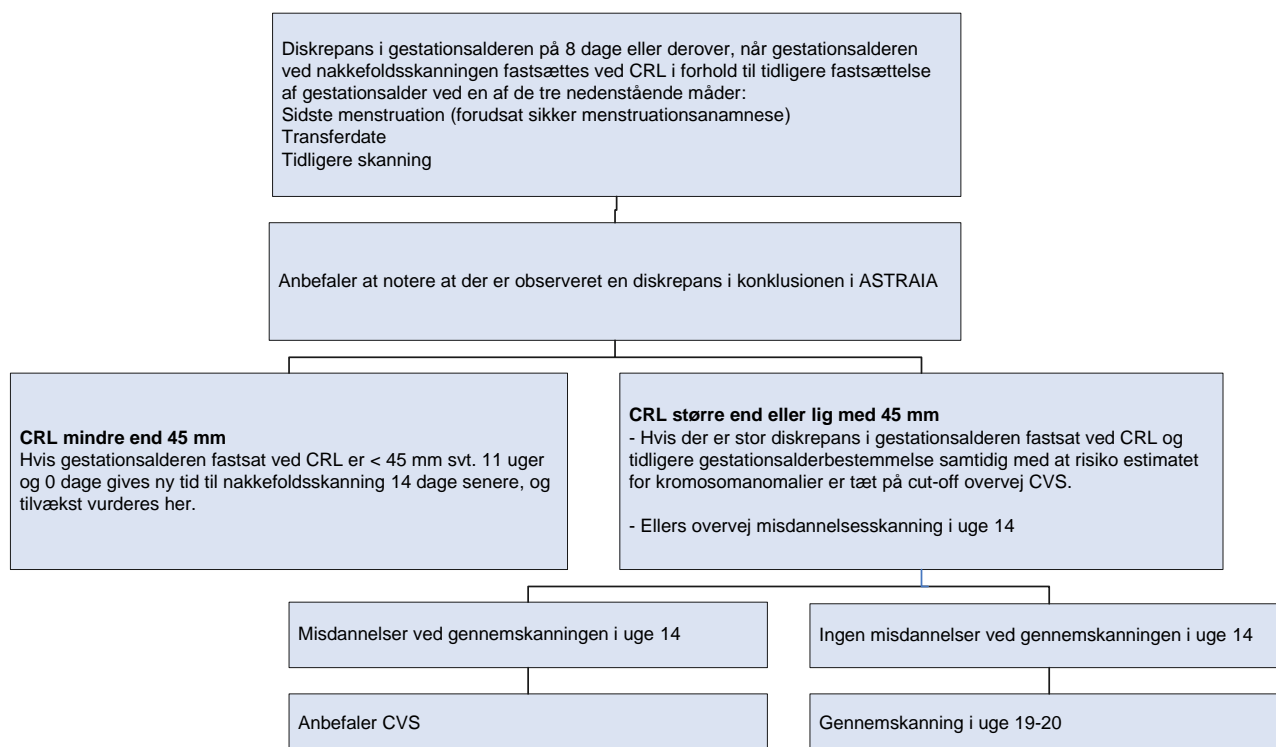 Diskrepans i gestationsalderen på 8 dage eller derover, når gestationsalderen
ved nakkefoldsskanningen fastsættes ved CRL i forhold til tidligere fastsættelse
af gestationsalder ved en af de tre nedenstående måder:
Sidste menstruation (forudsat sikker menstruationsanamnese)
Transferdate
Tidligere skanning
Anbefaler at notere at der er observeret en diskrepans i konklusionen i ASTRAIA
CRL mindre end 45 mm
Hvis gestationsalderen fastsat ved CRL er < 45 mm svt. 11 uger
og 0 dage gives ny tid til nakkefoldsskanning 14 dage senere, og
tilvækst vurderes her.
CRL større end eller lig med 45 mm
- Hvis der er stor diskrepans i gestationsalderen fastsat ved CRL og
tidligere gestationsalderbestemmelse samtidig med at risiko estimatet
for kromosomanomalier er tæt på cut-off overvej CVS.
- Ellers overvej misdannelsesskanning i uge 14
Misdannelser ved gennemskanningen i uge 14
Ingen misdannelser ved gennemskanningen i uge 14
Anbefaler CVS
Gennemskanning i uge 19-20